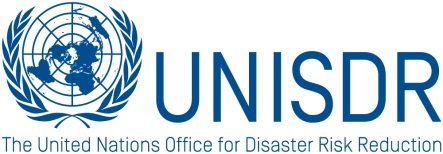 UNISDR
The United Nations Office for Disaster Risk Reduction